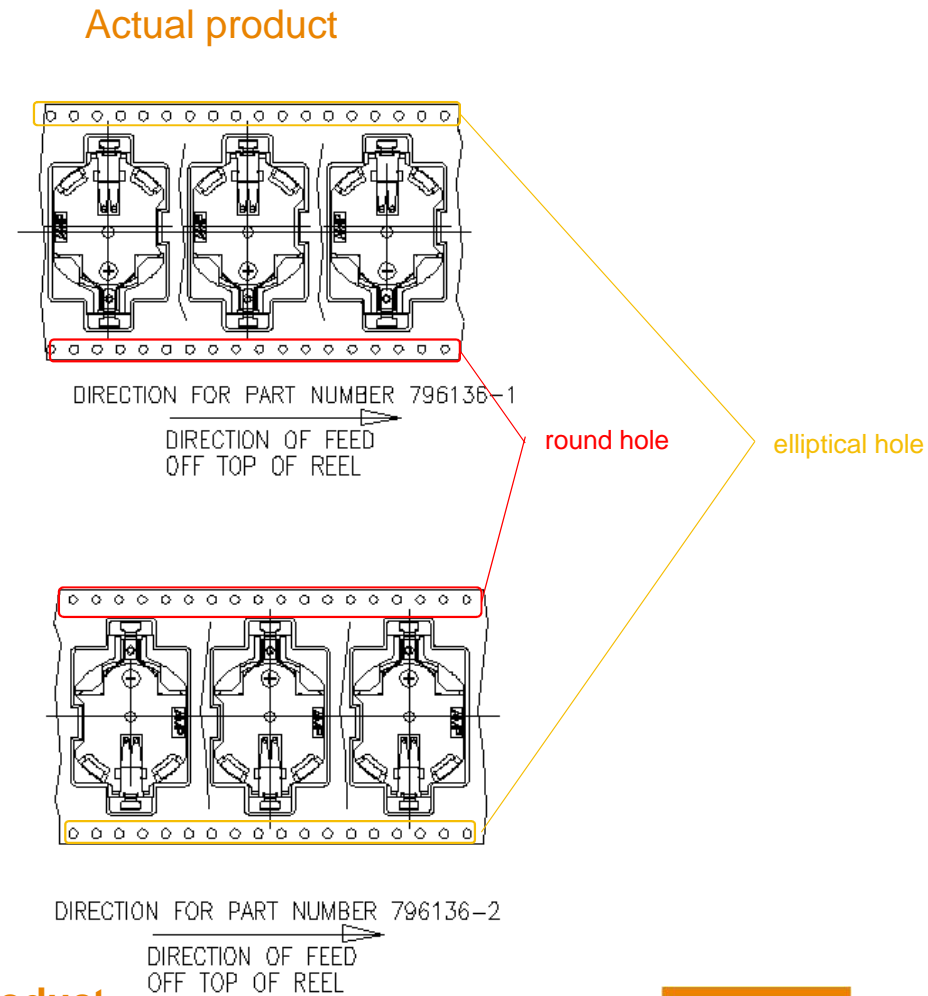 Actual product
DIRECTION FOR PART NUMBER 796136-1
DIRECTION OF FEED
OFF TOP OF REEL
round hole
elliptical hole
DIRECTION FOR PART NUMBER 796136-2
DIRECTION OF FEED
OFF TOP OF REEL